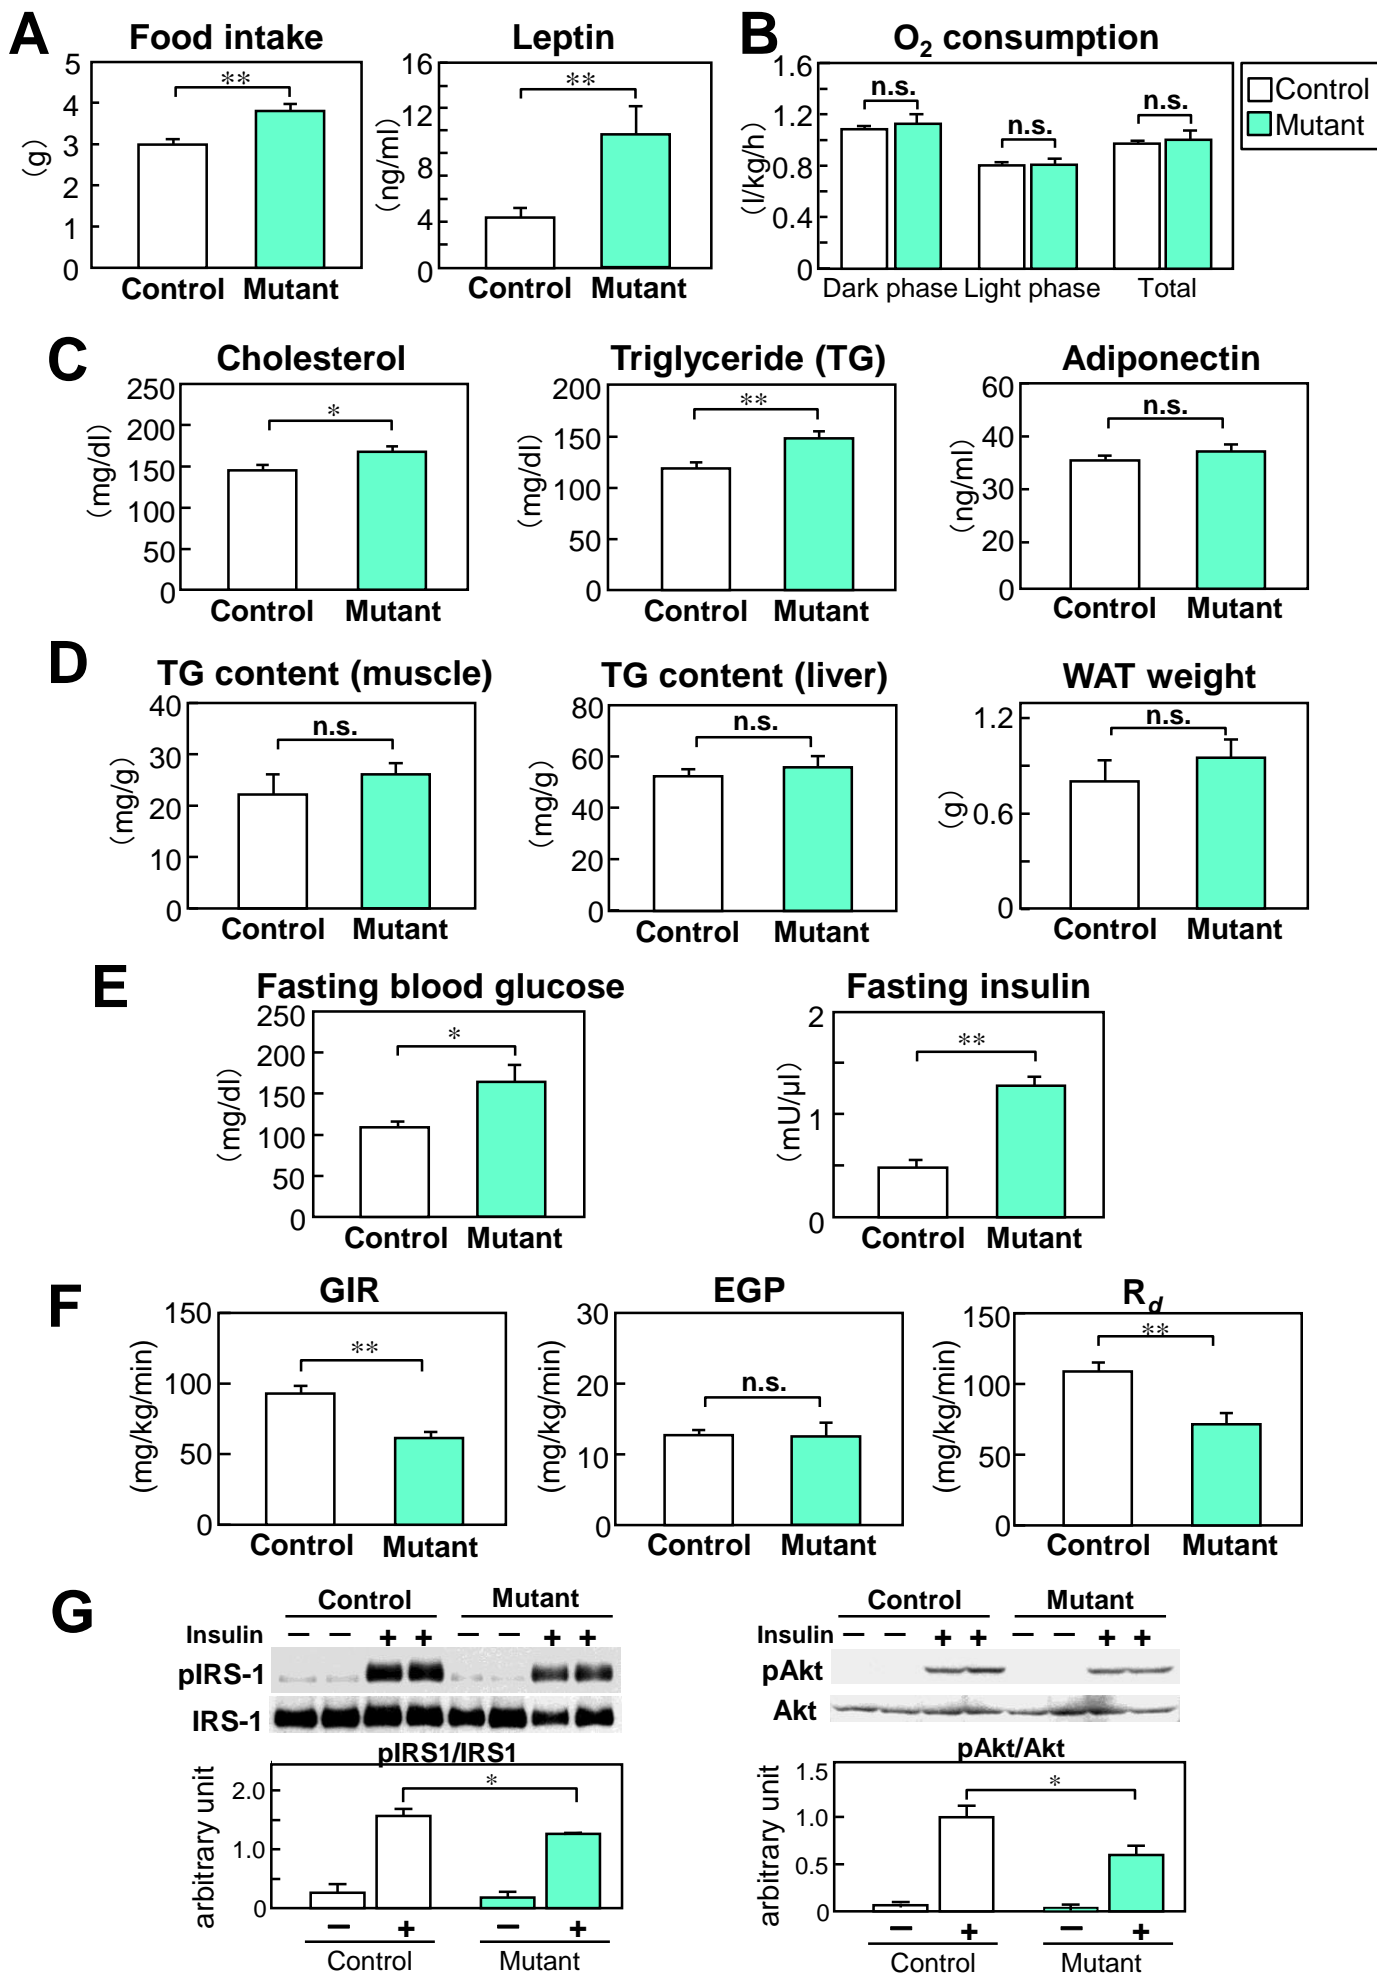 A
Food intake
Leptin
B
O2 consumption
5
4
3
2
1
0
(g)
**
Control Mutant
16
12
8
4
0
(ng/ml)
**
Control Mutant
1.6
1.2
0.8
0.4
0
(l/kg/h)
n.s.
n.s.
n.s.
Dark phase Light phase Total
Control
Mutant
C
Cholesterol
Triglyceride (TG)
Adiponectin
250
200
150
100
50
0
(mg/dl)
*
Control Mutant
200
150
100
50
0
(mg/dl)
**
Control Mutant
60
40
30
20
0
(ng/ml)
n.s.
Control Mutant
D
TG content (muscle)
TG content (liver)
WAT weight
40
30
20
10
0
(mg/g)
n.s.
Control Mutant
80
60
40
20
0
(mg/g)
n.s.
Control Mutant
1.2
0.6
0
(g)
n.s.
Control Mutant
E
Fasting blood glucose
Fasting insulin
250
200
150
100
50
0
(mg/dl)
*
Control Mutant
2
1
0
(mU/µl)
**
Control Mutant
F
GIR
EGP
Rd
150
100
50
0
(mg/kg/min)
**
Control Mutant
30
20
10
0
(mg/kg/min)
n.s.
Control Mutant
150
100
50
0
(mg/kg/min)
**
Control Mutant
G
Control Mutant
Insulin − − + + − − + +
pIRS-1
IRS-1
pIRS1/IRS1
2.0
1.0
0
arbitrary unit
*
− + − +
Control Mutant
Control Mutant
Insulin − − + + − − + +
pAkt
Akt
pAkt/Akt
1.5
1.0
0.5
0
arbitrary unit
*
− + − +
Control Mutant